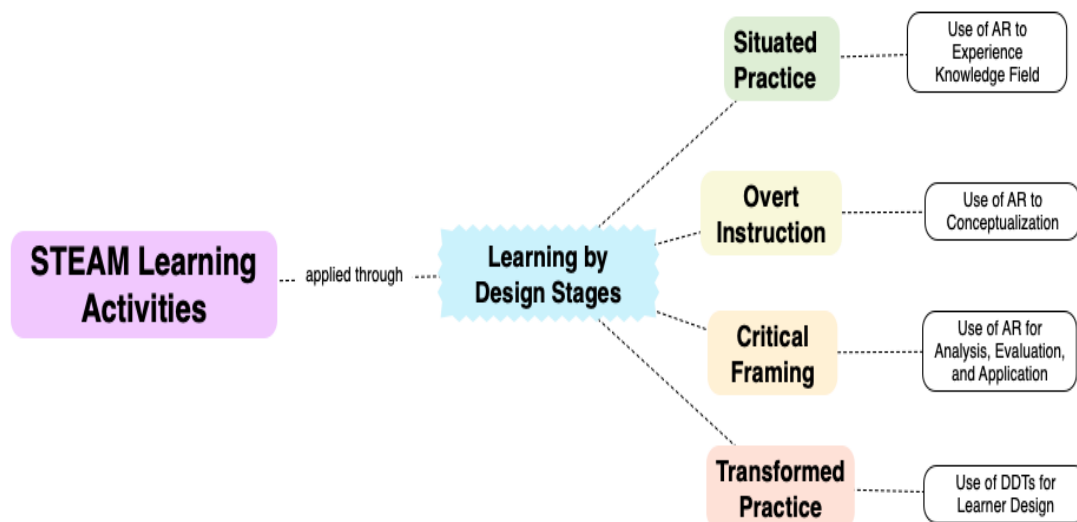 STEAM Learning
Activities
applied through
Learning by
Design Stages
Situated
Practice
Use of AR to
Experience
Knowledge Field
Overt
Instruction
Use of AR to
Conceptualization
Critical
Framing
Use of AR for
Analysis, Evaluation,
and Application
Transformed
Practice
Use of DDTs for
Learner Design